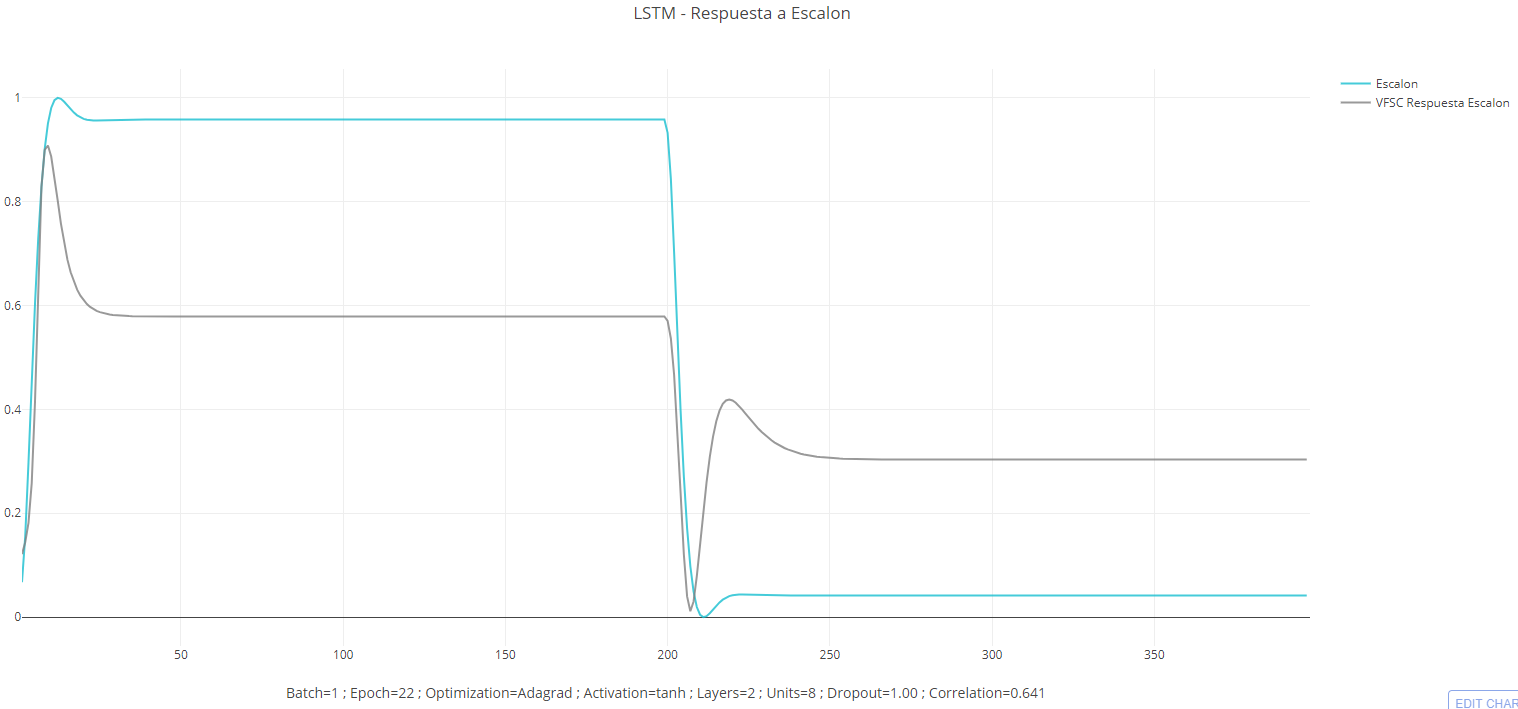 LSTM - Respuesta a Escalon
Escalon
VFSC Respuesta Escalon
1
0.8
0.6
0.4
0.2
0
50
100
150
200
250
300
350
Batch=1 ; Epoch=22 ; Optimization=Adagrad ; Activation=tanh ; Layers=2 ; Units=8 ; Dropout=1.00 ; Correlation=0.641
EDIT CHAR